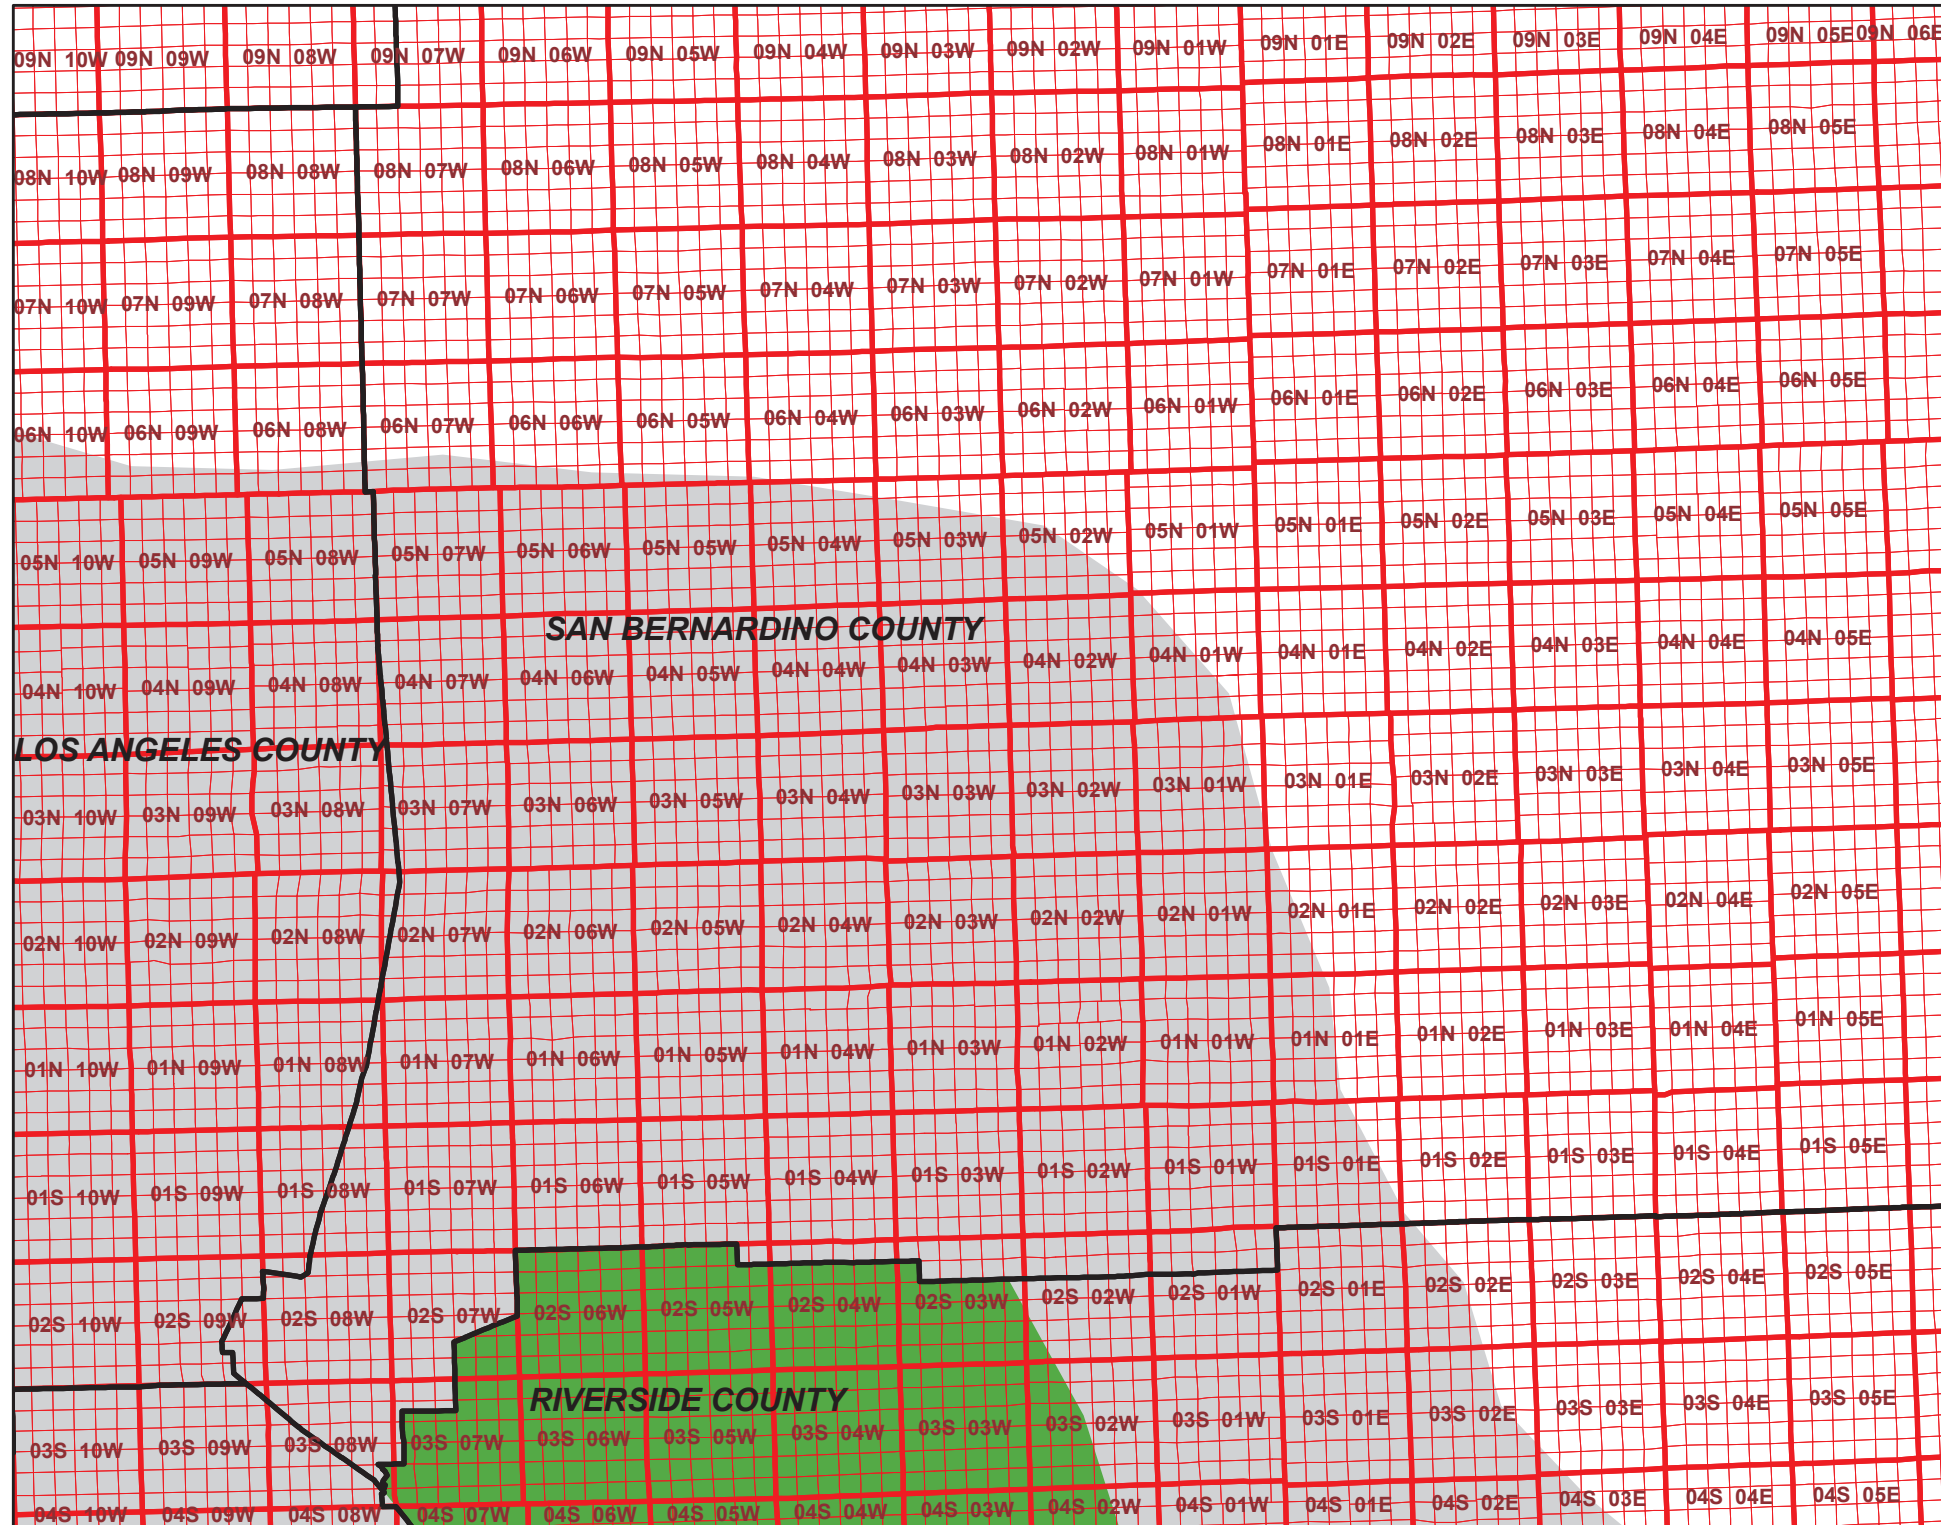 09N 10W 09N 09W 09N 08W 09N 07W 09N 06W 09N 05W 09N 04W 09N 03W 09N 02W 09N 01W 09N 01E 09N 02E 09N 03E 09N 04E 09N 05E 09N 06E
08N 10W 08N 09W 08N 08W 08N 07W 08N 06W 08N 05W 08N 04W 08N 03W 08N 02W 08N 01W 08N 01E 08N 02E 08N 03E 08N 04E 08N 05E
07N 10W 07N 09W 07N 08W 07N 07W 07N 06W 07N 05W 07N 04W 07N 03W 07N 02W 07N 01W 07N 01E 07N 02E 07N 03E 07N 04E 07N 05E
06N 10W 06N 09W 06N 08W 06N 07W 06N 06W 06N 05W 06N 04W 06N 03W 06N 02W 06N 01W 06N 01E 06N 02E 06N 03E 06N 04E 06N 05E
05N 10W 05N 09W 05N 08W 05N 07W 05N 06W 05N 05W 05N 04W 05N 03W 05N 02W 05N 01W 05N 01E 05N 02E 05N 03E 05N 04E 05N 05E
SAN BERNARDINO COUNTY
04N 10W 04N 09W 04N 08W 04N 07W 04N 06W 04N 05W 04N 04W 04N 03W 04N 02W 04N 01W 04N 01E 04N 02E 04N 03E 04N 04E 04N 05E
LOS ANGELES COUNTY
03N 10W 03N 09W 03N 08W 03N 07W 03N 06W 03N 05W 03N 04W 03N 03W 03N 02W 03N 01W 03N 01E 03N 02E 03N 03E 03N 04E 03N 05E
02N 10W 02N 09W 02N 08W 02N 07W 02N 06W 02N 05W 02N 04W 02N 03W 02N 02W 02N 01W 02N 01E 02N 02E 02N 03E 02N 04E 02N 05E
01N 10W 01N 09W 01N 08W 01N 07W 01N 06W 01N 05W 01N 04W 01N 03W 01N 02W 01N 01W 01N 01E 01N 02E 01N 03E 01N 04E 01N 05E
01S 10W 01S 09W 01S 08W 01S 07W 01S 06W 01S 05W 01S 04W 01S 03W 01S 02W 01S 01W 01S 01E 01S 02E 01S 03E 01S 04E 01S 05E
02S 10W 02S 09W 02S 08W 02S 07W 02S 06W 02S 05W 02S 04W 02S 03W 02S 02W 02S 01W 02S 01E 02S 02E 02S 03E 02S 04E 02S 05E
RIVERSIDE COUNTY
03S 10W 03S 09W 03S 08W 03S 07W 03S 06W 03S 05W 03S 04W 03S 03W 03S 02W 03S 01W 03S 01E 03S 02E 03S 03E 03S 04E 03S 05E
04S 10W 04S 09W 04S 08W 04S 07W 04S 06W 04S 05W 04S 04W 04S 03W 04S 02W 04S 01W 04S 01E 04S 02E 04S 03E 04S 04E 04S 05E